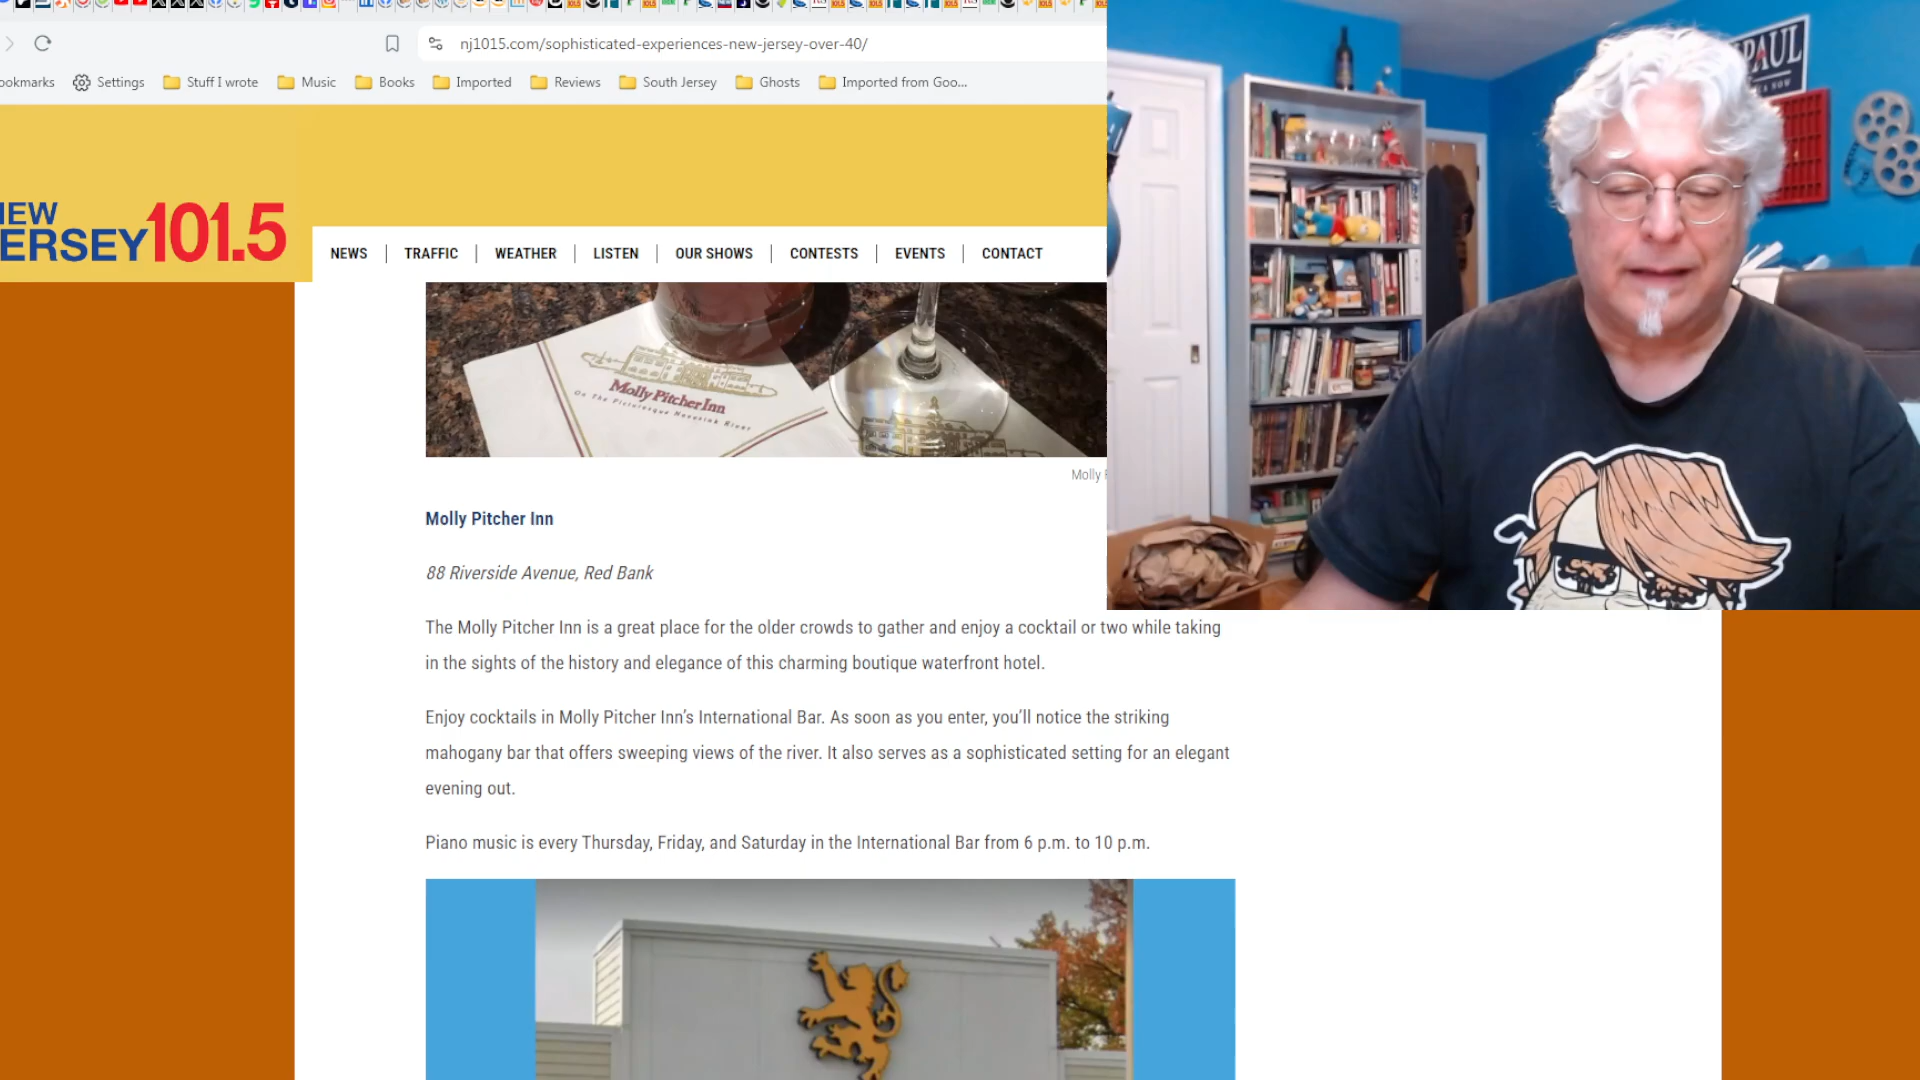 nj1015.com/sophisticated-experiences-new-jersey-over-40/
ookmarks
Settings
Stuff I wrote
Music
Books
Imported
Reviews
South Jersey
Ghosts
Imported from Goo...
PAUL
NEW
ERSEY 101.5
NEWS
TRAFFIC
WEATHER
LISTEN
OUR SHOWS
CONTESTS
EVENTS
CONTACT
Molly Pitcher Inn
On The Picturesque Navesink River
Molly
Molly Pitcher Inn
88 Riverside Avenue, Red Bank
The Molly Pitcher Inn is a great place for the older crowds to gather and enjoy a cocktail or two while taking
in the sights of the history and elegance of this charming boutique waterfront hotel.
Enjoy cocktails in Molly Pitcher Inn’s International Bar. As soon as you enter, you’ll notice the striking
mahogany bar that offers sweeping views of the river. It also serves as a sophisticated setting for an elegant
evening out.
Piano music is every Thursday, Friday, and Saturday in the International Bar from 6 p.m. to 10 p.m.